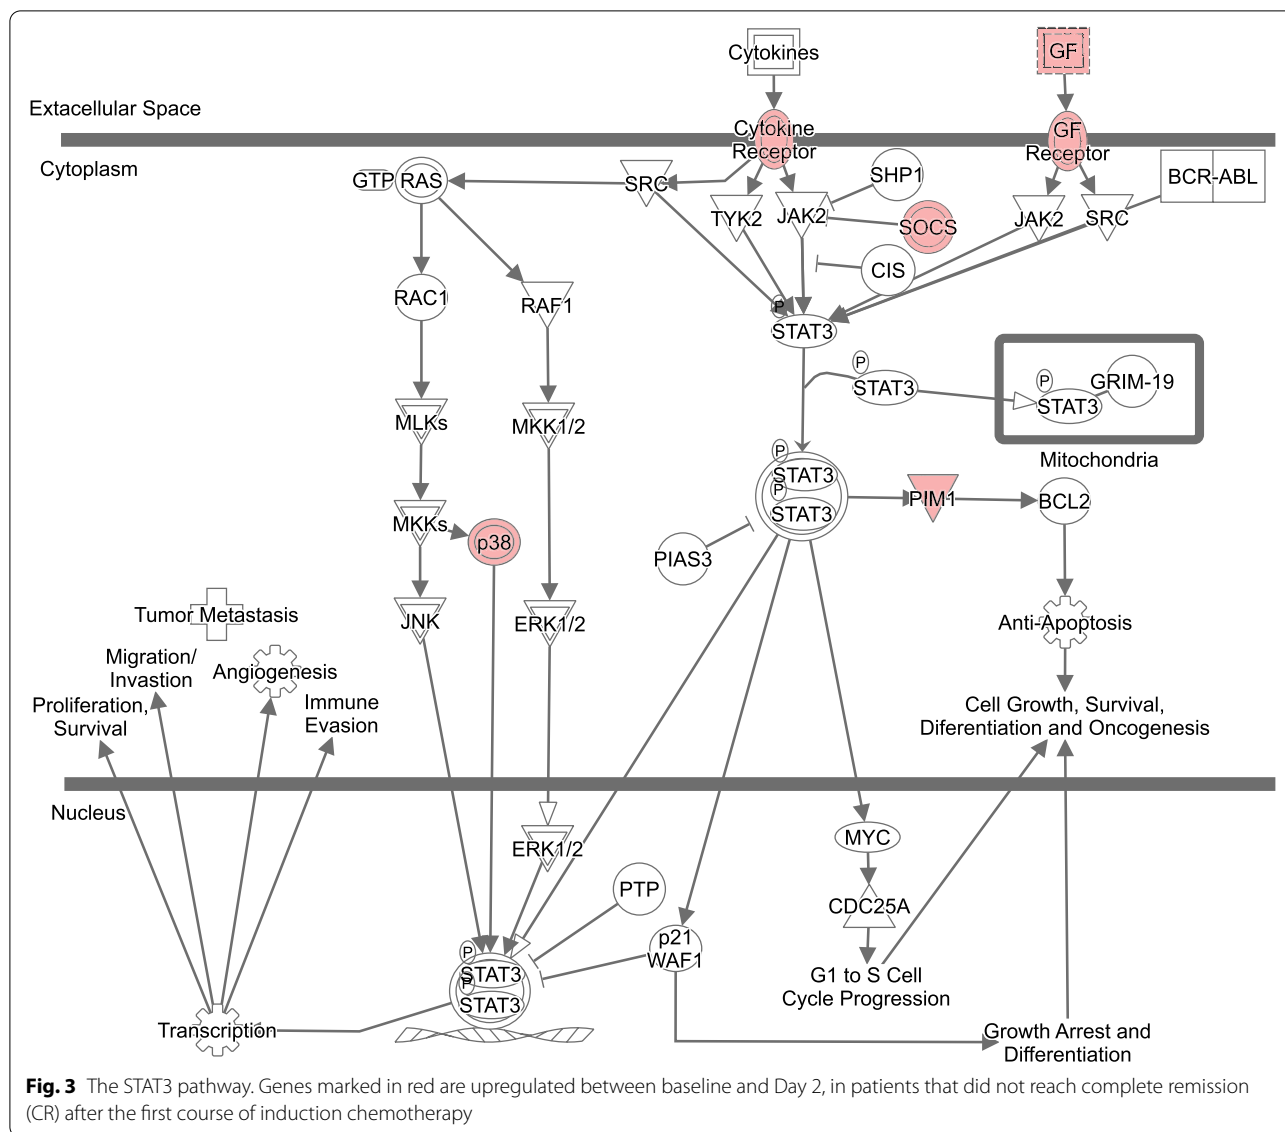 Cytokines
GF
Extacellular Space
Cytokine
Receptor
GF
Receptor
Cytoplasm
GTP
RAS
SRC
SHP1
BCR-ABL
TYK2
JAK2
SOCS
JAK2
SRC
CIS
RAC1
RAF1
P
STAT3
P
STAT3
P
STAT3
GRIM-19
MLKs
MKK1/2
Mitochondria
P
STAT3
P
STAT3
PIM1
BCL2
MKKs
p38
PIAS3
JNK
ERK1/2
Anti-Apoptosis
Tumor Metastasis
Migration/
Invastion
Angiogenesis
Proliferation,
Survival
Immune
Evasion
Cell Growth, Survival,
Diferentiation and Oncogenesis
Nucleus
ERK1/2
MYC
PTP
CDC25A
p21
WAF1
P
STAT3
P
STAT3
G1 to S Cell
Cycle Progression
Transcription
Growth Arrest and
Differentiation
Fig. 3 The STAT3 pathway. Genes marked in red are upregulated between baseline and Day 2, in patients that did not reach complete remission
(CR) after the first course of induction chemotherapy